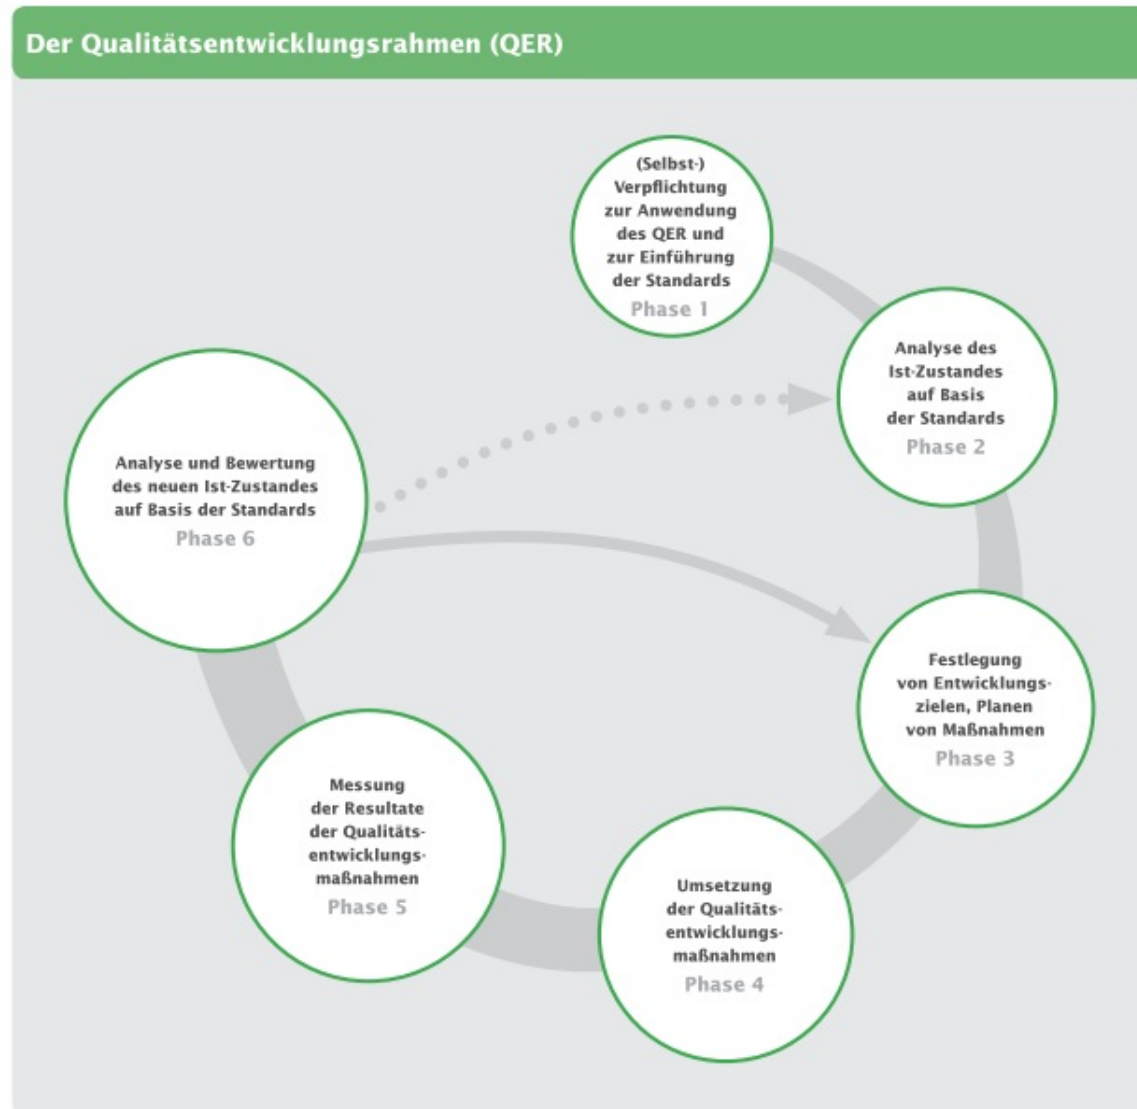 Der Qualitätsentwicklungsrahmen (QER)
(Selbst-)
Verpflichtung
zur Anwendung
des QER und
zur Einführung
der Standards
Phase 1
Analyse des
Ist-Zustandes
auf Basis
der Standards
Phase 2
Festlegung
von Entwicklungs-
zielen, Planen
von Maßnahmen
Phase 3
Umsetzung
der Qualitäts-
entwicklungs-
maßnahmen
Phase 4
Messung
der Resultate
der Qualitäts-
entwicklungs-
maßnahmen
Phase 5
Analyse und Bewertung
des neuen Ist-Zustandes
auf Basis der Standards
Phase 6